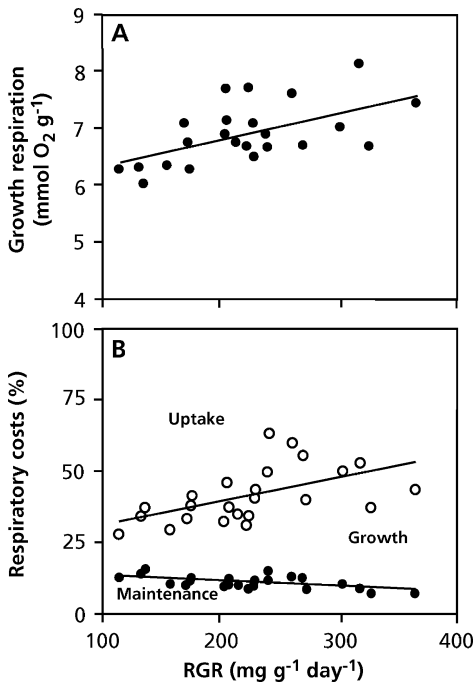 A
9
8
7
6
5
4
Growth respiration
(mmol O₂ g⁻¹)
B
100
75
50
25
0
Respiratory costs (%)
Uptake
Growth
Maintenance
100 200 300 400
RGR (mg g⁻¹ day⁻¹)